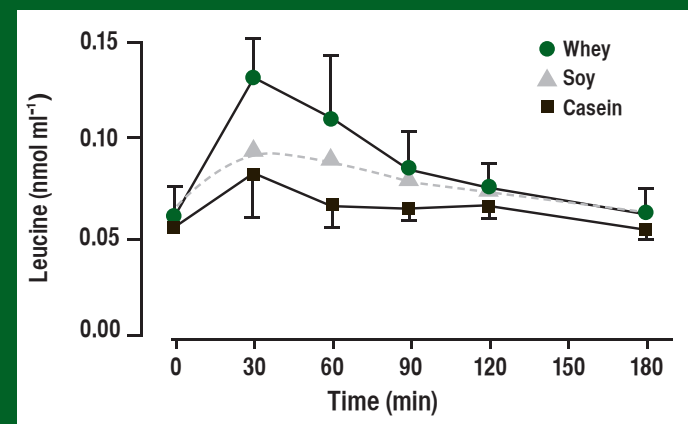 0.15
0.10
0.05
0.00
Leucine (nmol ml⁻¹)
Whey
Soy
Casein
0 30 60 90 120 150 180
Time (min)